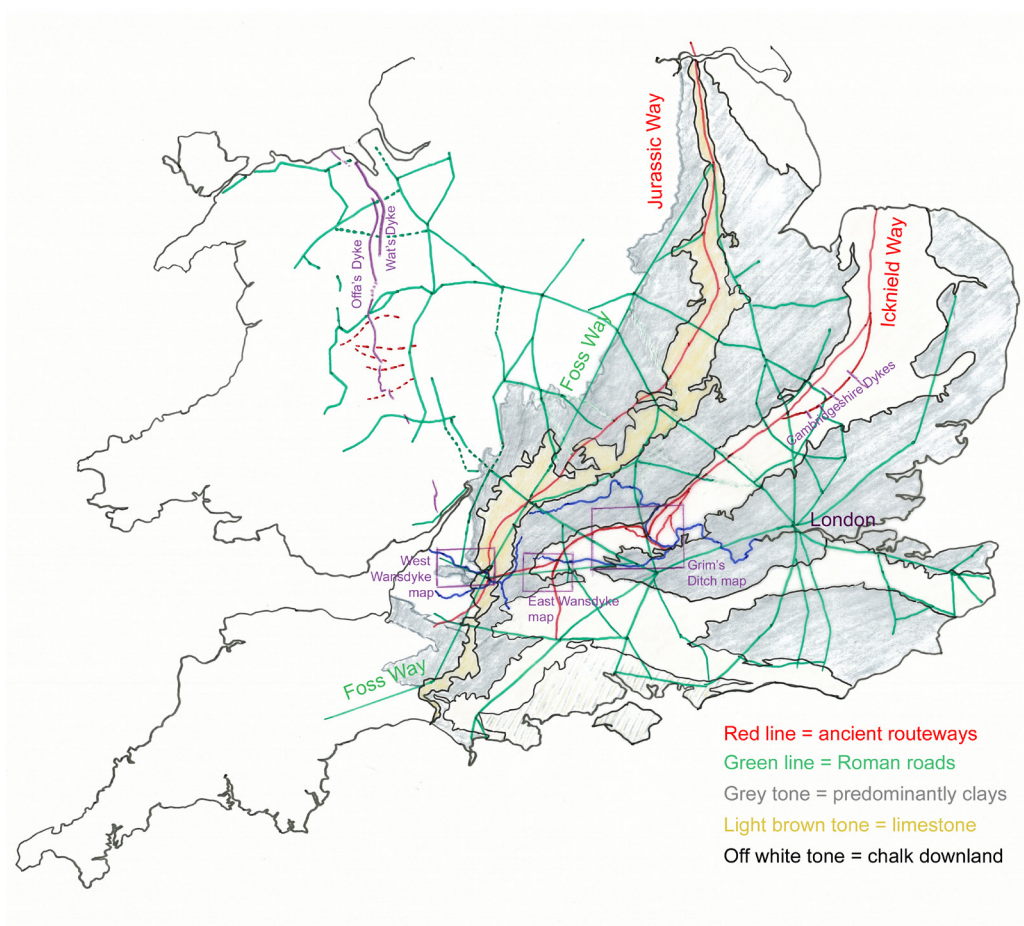 Jurassic Way
Icknield Way
Offa's Dyke
Wat's Dyke
Foss Way
Cambridgeshire Dykes
London
West
Wansdyke
map
Grim's
Ditch map
East Wansdyke
map
Foss Way
Red line = ancient routeways
Green line = Roman roads
Grey tone = predominantly clays
Light brown tone = limestone
Off white tone = chalk downland